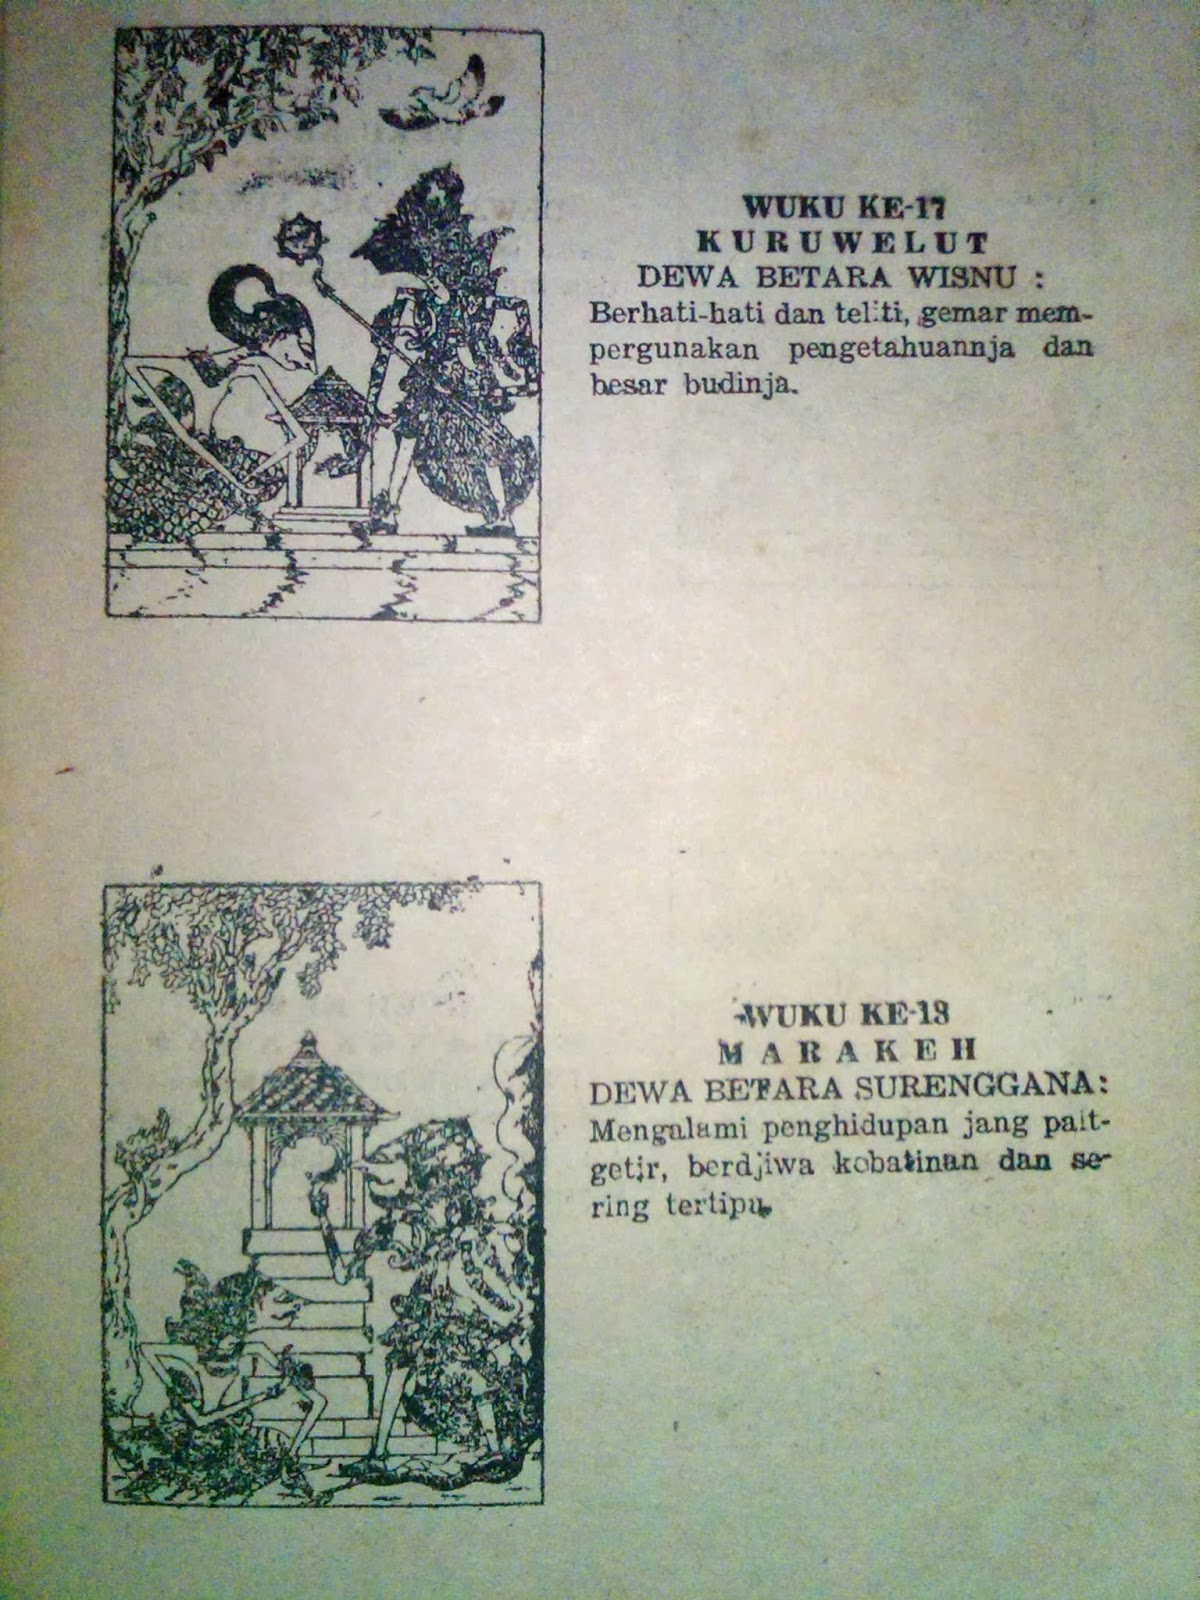 WUKU KE-17
KURUWELUT
DEWA BETARA WISNU :
Berhati-hati dan teliti, gemar mem-
pergunakan pengetahuannja dan
besar budinja.
WUKU KE-18
MARAKEH
DEWA BETARA SURENGGANA:
Mengalami penghidupan jang pait-
getir, berdjiwa kebatinan dan se-
ring tertipu.